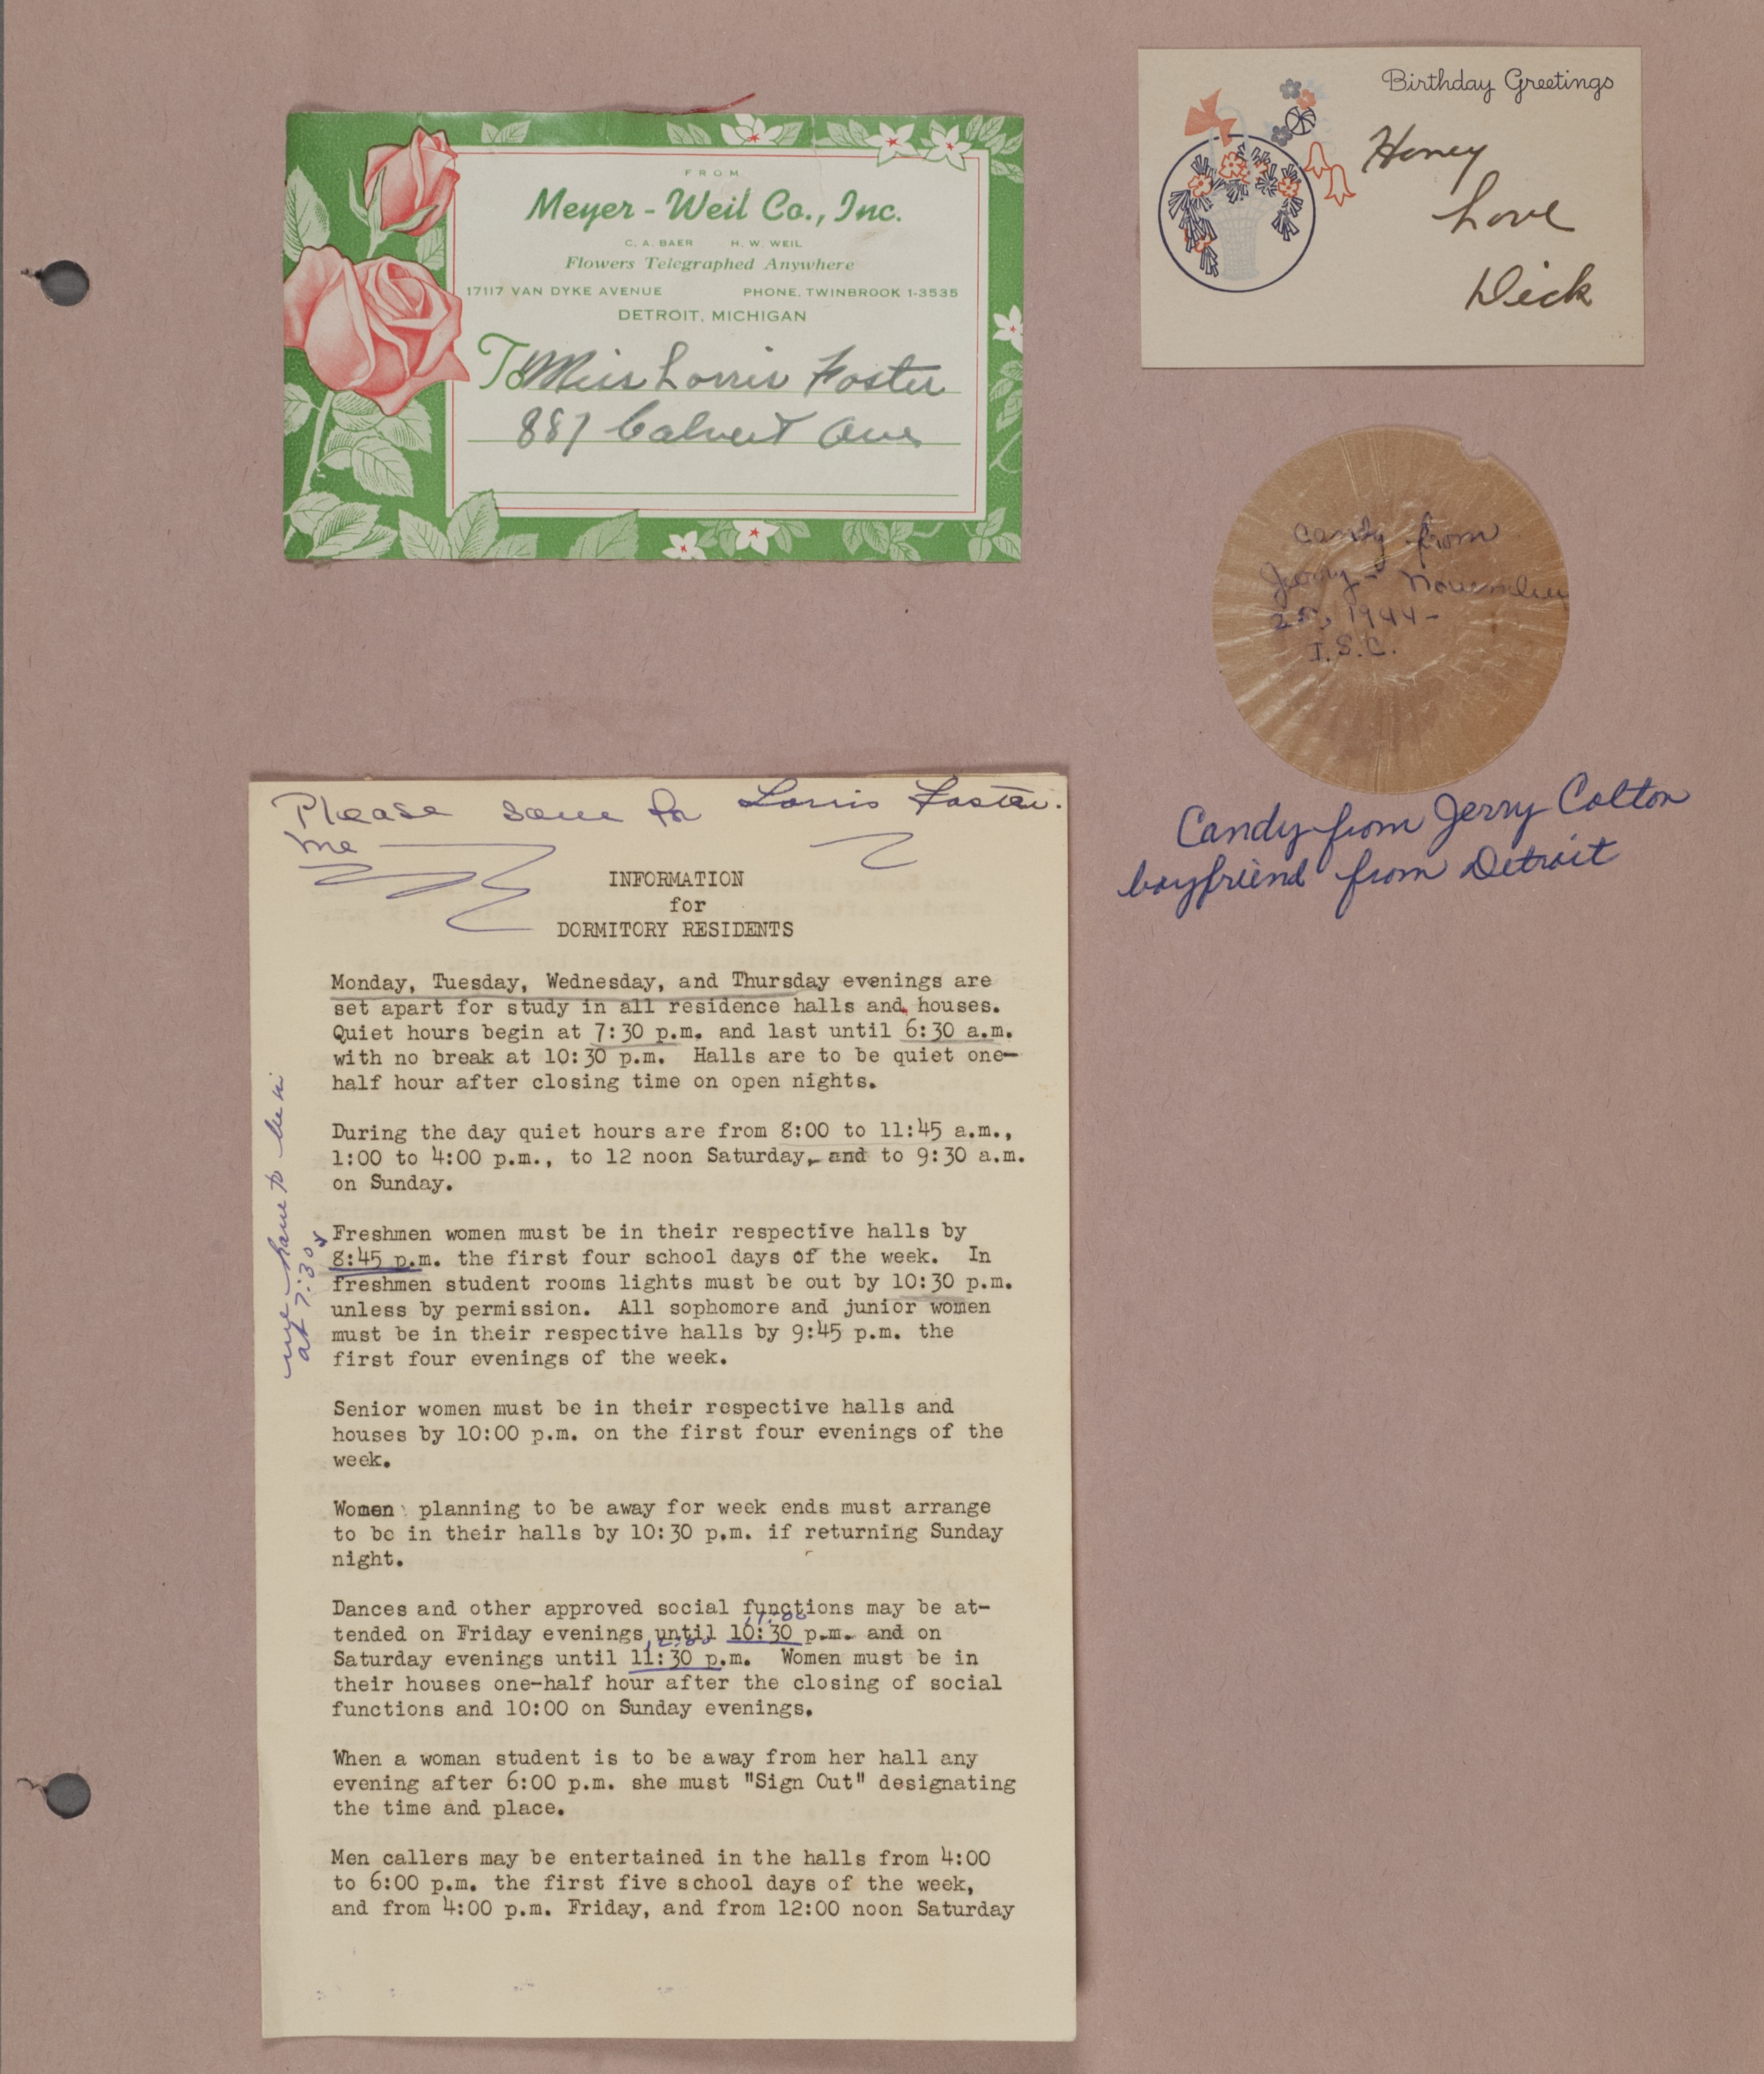 FROM
Meyer-Weil Co., Inc.
C. A. BAER H. W. WEIL
Flowers Telegraphed Anywhere
17117 VAN DYKE AVENUE PHONE. TWINBROOK 1-3535
DETROIT, MICHIGAN
To Miss Lorris Foster
887 Calvert Ave
Birthday Greetings
Honey
Love
Dick
Candy from
Jerry - November
25, 1944-
I.S.C.
Candy from Jerry Colton
boyfriend from Detroit
Please save for Lorris Foster.
me
INFORMATION
for
DORMITORY RESIDENTS
Monday, Tuesday, Wednesday, and Thursday evenings are
set apart for study in all residence halls and houses.
Quiet hours begin at 7:30 p.m. and last until 6:30 a.m.
with no break at 10:30 p.m. Halls are to be quiet one-
half hour after closing time on open nights.
During the day quiet hours are from 8:00 to 11:45 a.m.,
1:00 to 4:00 p.m., to 12 noon Saturday, and to 9:30 a.m.
on Sunday.
we have to be in
at 7:30
Freshmen women must be in their respective halls by
8:45 p.m. the first four school days of the week. In
freshmen student rooms lights must be out by 10:30 p.m.
unless by permission. All sophomore and junior women
must be in their respective halls by 9:45 p.m. the
first four evenings of the week.
Senior women must be in their respective halls and
houses by 10:00 p.m. on the first four evenings of the
week.
Women planning to be away for week ends must arrange
to be in their halls by 10:30 p.m. if returning Sunday
night.
Dances and other approved social functions may be at-
11:00
tended on Friday evenings until 10:30 p.m. and on
12:00
Saturday evenings until 11:30 p.m. Women must be in
their houses one-half hour after the closing of social
functions and 10:00 on Sunday evenings.
When a woman student is to be away from her hall any
evening after 6:00 p.m. she must "Sign Out" designating
the time and place.
Men callers may be entertained in the halls from 4:00
to 6:00 p.m. the first five school days of the week,
and from 4:00 p.m. Friday, and from 12:00 noon Saturday